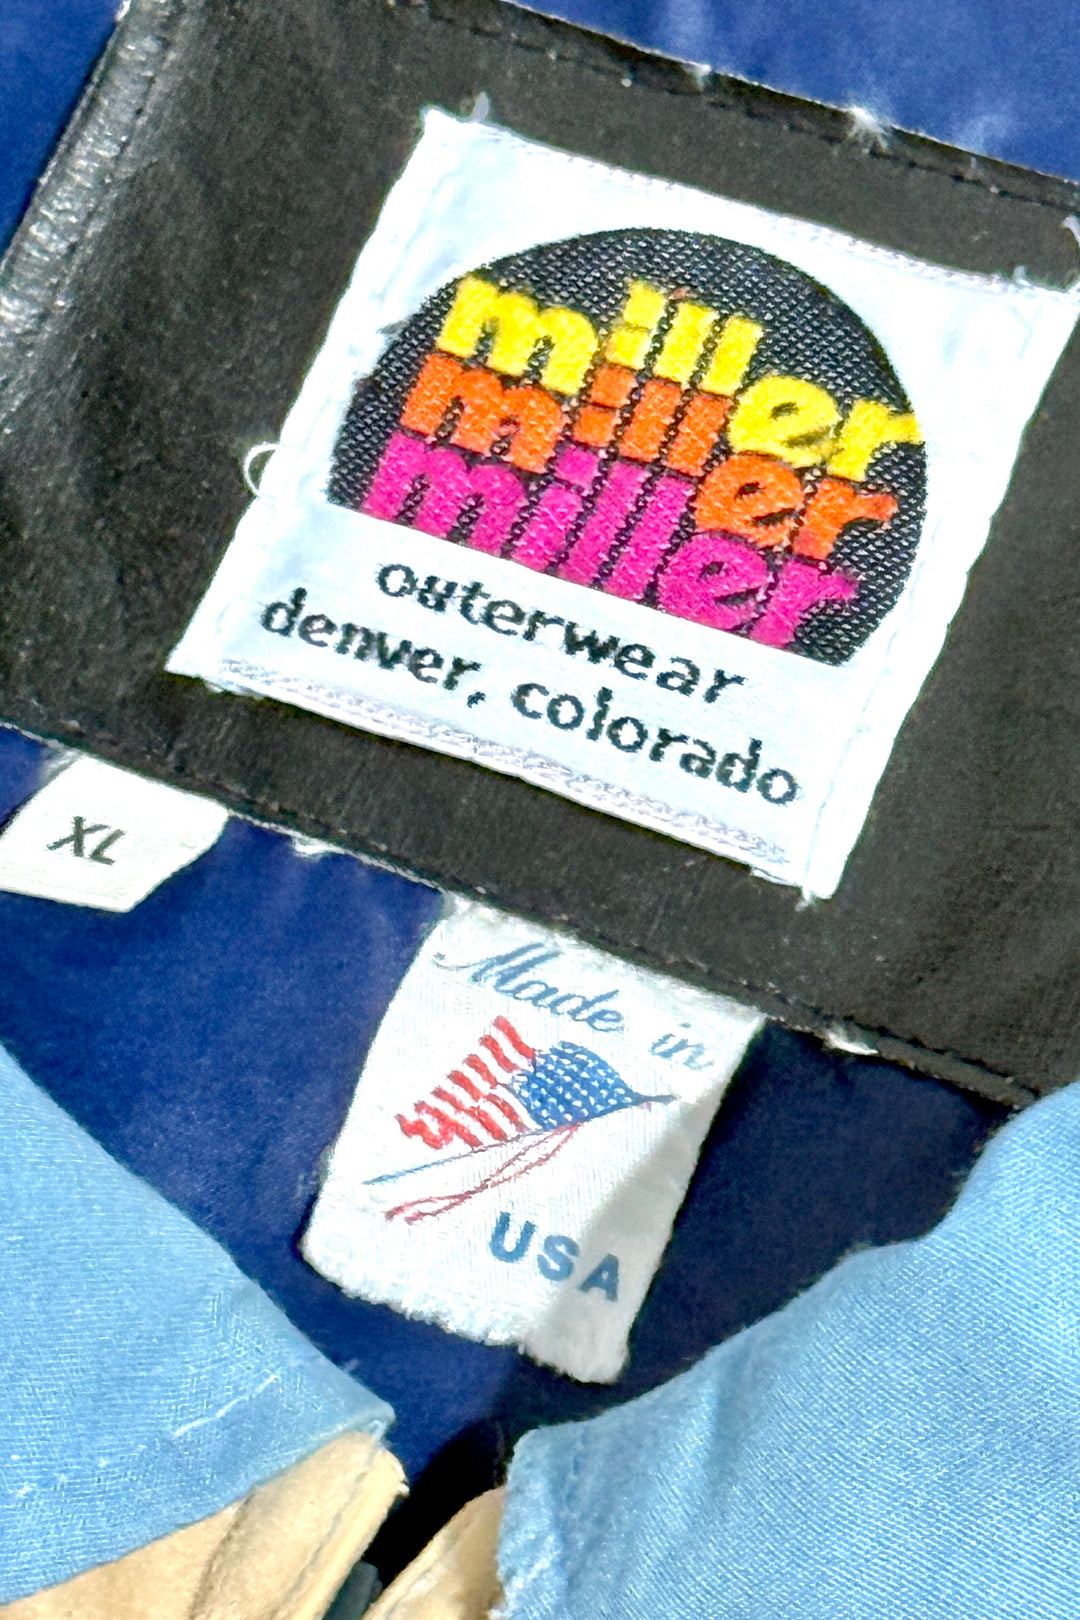 miller
miller
miller
outerwear
denver, colorado
XL
Made in
USA